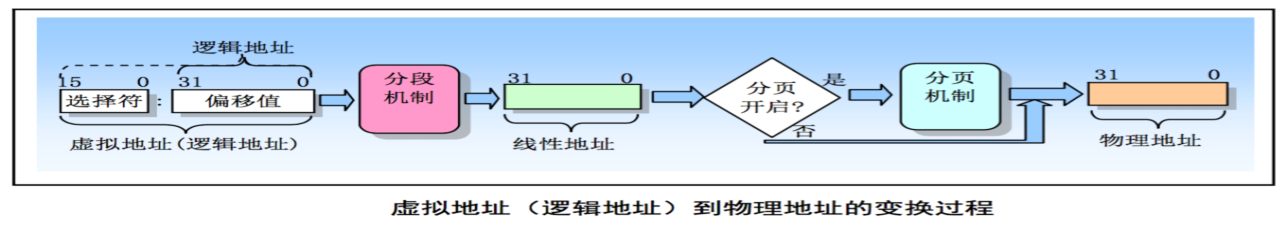 逻辑地址
15 0 31 0
选择符 : 偏移值
虚拟地址(逻辑地址)
分段
机制
31 0
线性地址
分页
开启?
是
否
分页
机制
31 0
物理地址
虚拟地址（逻辑地址）到物理地址的变换过程